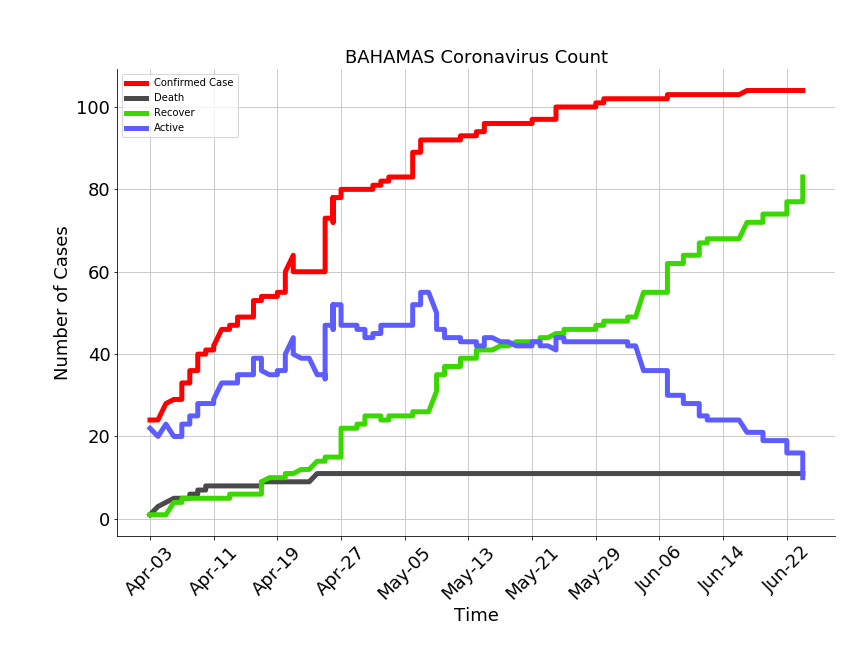 BAHAMAS Coronavirus Count
Confirmed Case
Death
Recover
Active
100
80
60
40
20
0
Number of Cases
Apr-03
Apr-11
Apr-19
Apr-27
May-05
May-13
May-21
May-29
Jun-06
Jun-14
Jun-22
Time